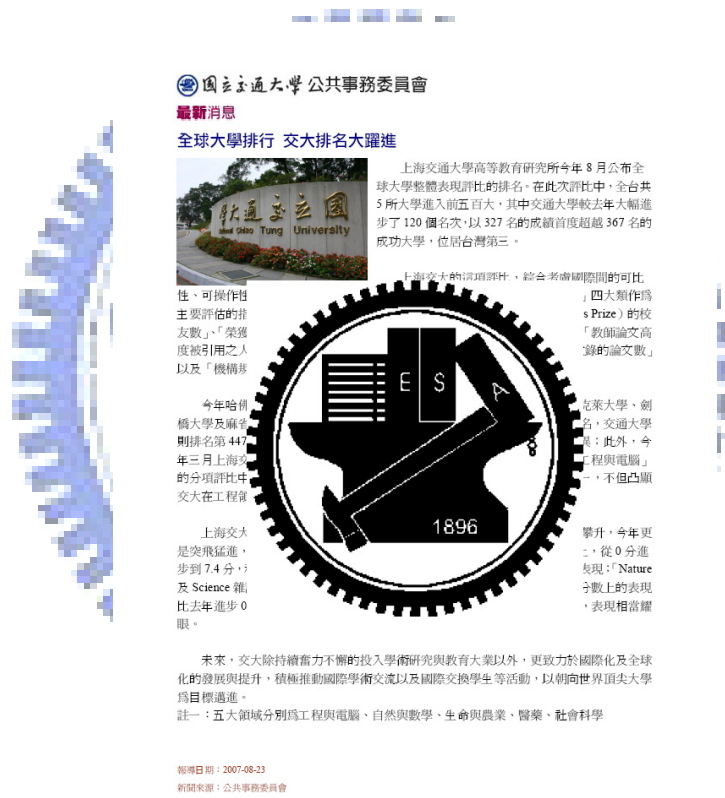 國立交通大學 公共事務委員會
最新消息
全球大學排行 交大排名大躍進
國立交通大學
National Chiao Tung University
上海交通大學高等教育研究所今年 8 月公布全
球大學整體表現評比的排名。在此次評比中，全台共
5 所大學進入前五百大，其中交通大學較去年大幅進
步了 120 個名次，以 327 名的成績首度超越 367 名的
成功大學，位居台灣第三。
上海交大的這項評比，綜合考慮國際間的可比
性、可操作性 」四大類作爲
主要評估的指 s Prize）的校
友數」、「榮獲 「教師論文高
度被引用之人 錄的論文數」
以及「機構規
今年哈佛 克萊大學、劍
橋大學及麻省 名，交通大學
則排名第 447 ；此外，今
年三月上海交 工程與電腦」
的分項評比中 ，不但凸顯
交大在工程領
上海交大 攀升，今年更
是突飛猛進， ，從 0 分進
步到 7.4 分， 表現；「Nature
及 Science 雜 分數上的表現
比去年進步 0 ，表現相當耀
眼。
E S A
8
1896
未來，交大除持續奮力不懈的投入學術研究與教育大業以外，更致力於國際化及全球
化的發展與提升，積極推動國際學術交流以及國際交換學生等活動，以朝向世界頂尖大學
爲目標邁進。
註一：五大領域分別爲工程與電腦、自然與數學、生命與農業、醫藥、社會科學
報導日期：2007-08-23
新聞來源：公共事務委員會